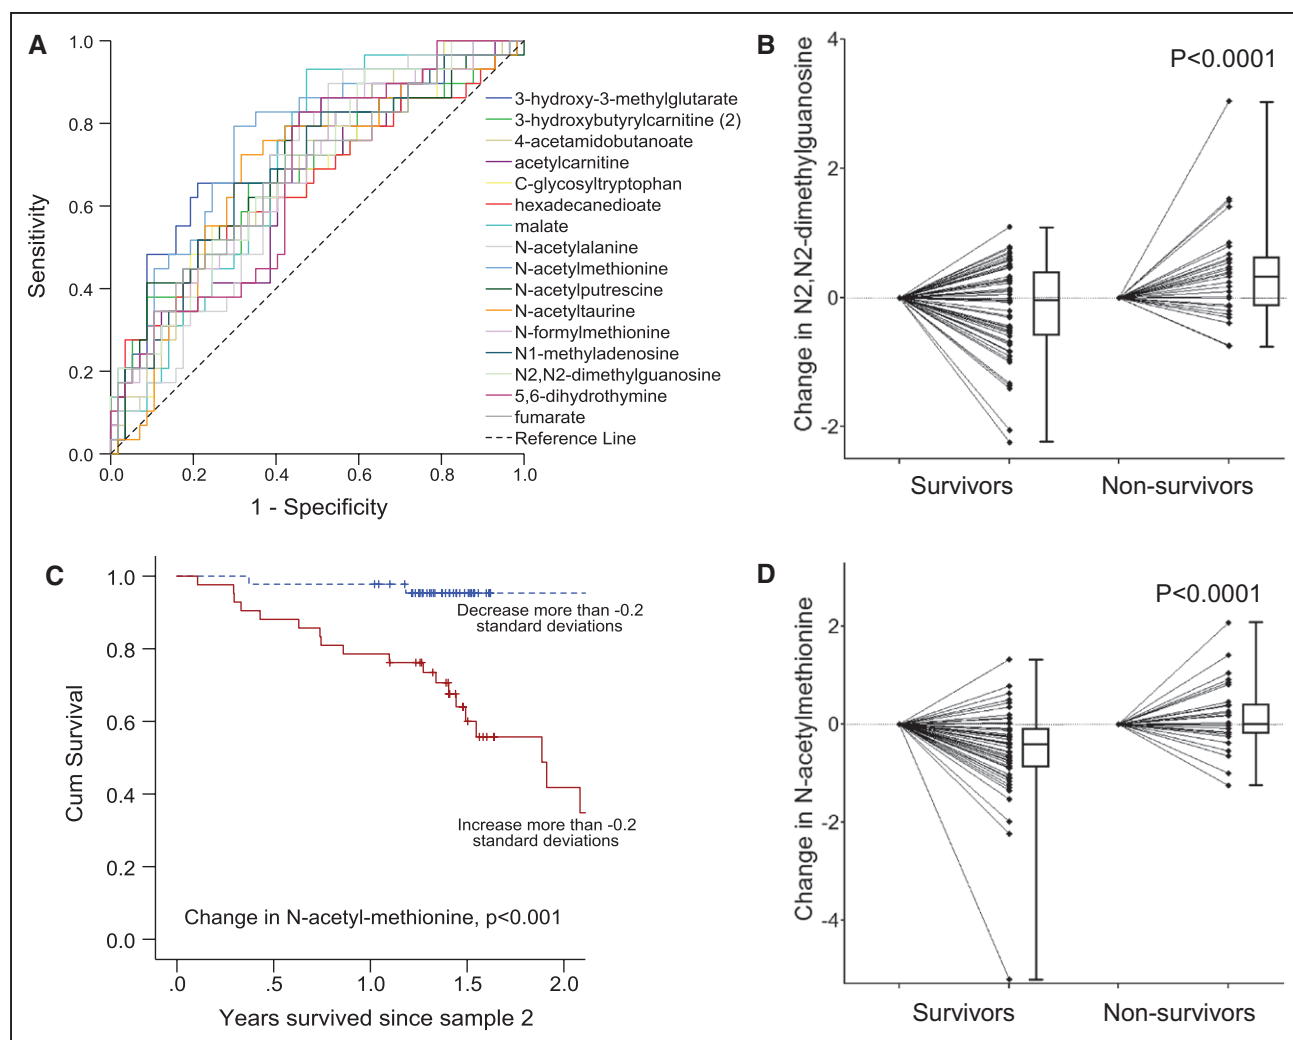 A
1.0
0.8
0.6
0.4
0.2
0.0
Sensitivity
0.0
0.2
0.4
0.6
0.8
1.0
1 - Specificity
3-hydroxy-3-methylglutarate
3-hydroxybutyrylcarnitine (2)
4-acetamidobutanoate
acetylcarnitine
C-glycosyltryptophan
hexadecanedioate
malate
N-acetylalanine
N-acetylmethionine
N-acetylputrescine
N-acetyltaurine
N-formylmethionine
N1-methyladenosine
N2,N2-dimethylguanosine
5,6-dihydrothymine
fumarate
Reference Line
B
P<0.0001
4
2
0
-2
Change in N2,N2-dimethylguanosine
Survivors
Non-survivors
C
1.0
0.8
0.6
0.4
0.2
0.0
Cum Survival
Decrease more than -0.2
standard deviations
Increase more than -0.2
standard deviations
Change in N-acetyl-methionine, p<0.001
.0
.5
1.0
1.5
2.0
Years survived since sample 2
D
P<0.0001
2
0
-2
-4
Change in N-acetylmethionine
Survivors
Non-survivors